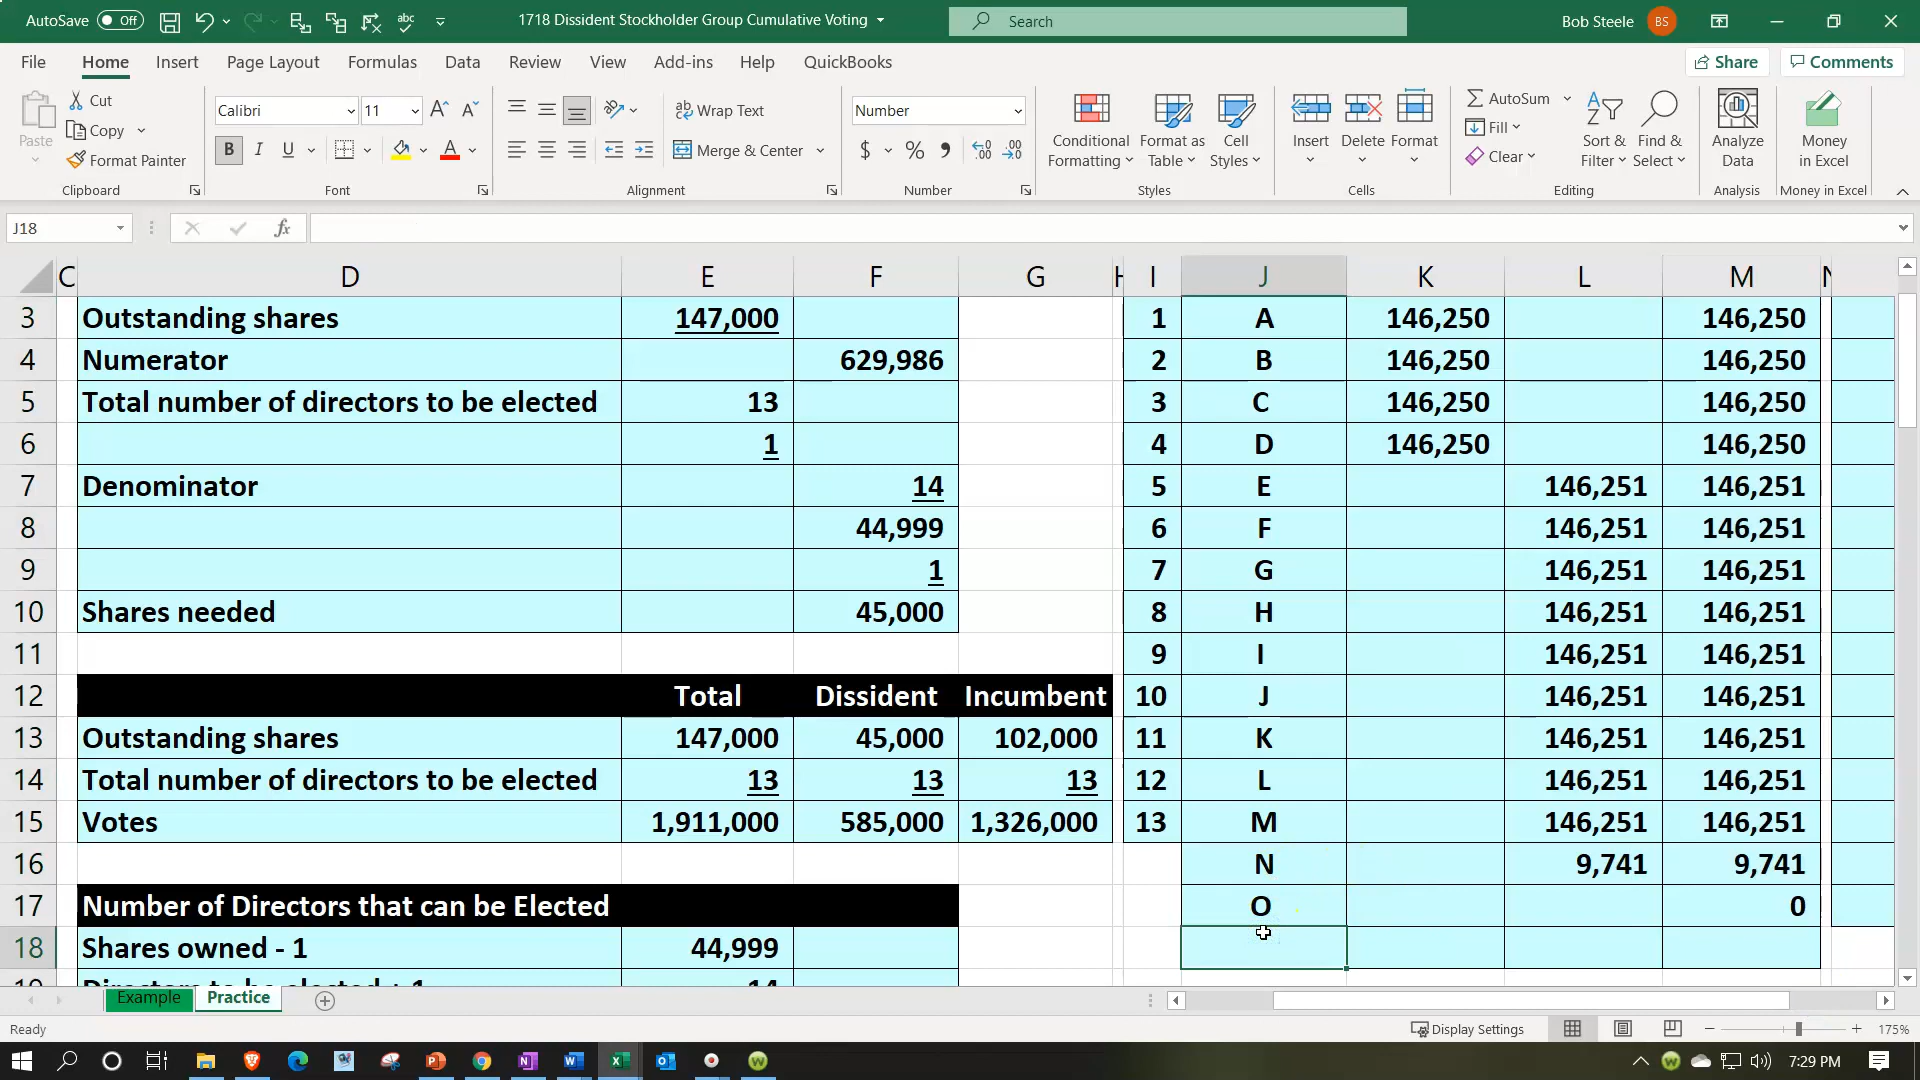 AutoSave Off 1718 Dissident Stockholder Group Cumulative Voting Search Bob Steele BS
File Home Insert Page Layout Formulas Data Review View Add-ins Help QuickBooks Share Comments
Paste Cut Copy Format Painter Clipboard
Calibri 11 B I U Font
Wrap Text Merge & Center Alignment
Number $ % Number
Conditional Formatting Format as Table Cell Styles Styles
Insert Delete Format Cells
AutoSum Fill Clear Sort & Filter Find & Select Editing
Analyze Data Analysis
Money in Excel Money in Excel
J18 fx
C D E F G H I J K L M N
3 Outstanding shares 147,000 1 A 146,250 146,250
4 Numerator 629,986 2 B 146,250 146,250
5 Total number of directors to be elected 13 3 C 146,250 146,250
6 1 4 D 146,250 146,250
7 Denominator 14 5 E 146,251 146,251
8 44,999 6 F 146,251 146,251
9 1 7 G 146,251 146,251
10 Shares needed 45,000 8 H 146,251 146,251
11 9 I 146,251 146,251
12 Total Dissident Incumbent 10 J 146,251 146,251
13 Outstanding shares 147,000 45,000 102,000 11 K 146,251 146,251
14 Total number of directors to be elected 13 13 13 12 L 146,251 146,251
15 Votes 1,911,000 585,000 1,326,000 13 M 146,251 146,251
16 N 9,741 9,741
17 Number of Directors that can be Elected O 0
18 Shares owned - 1 44,999
19 Directors to be elected + 1 14
Example Practice
Ready Display Settings 175%
7:29 PM